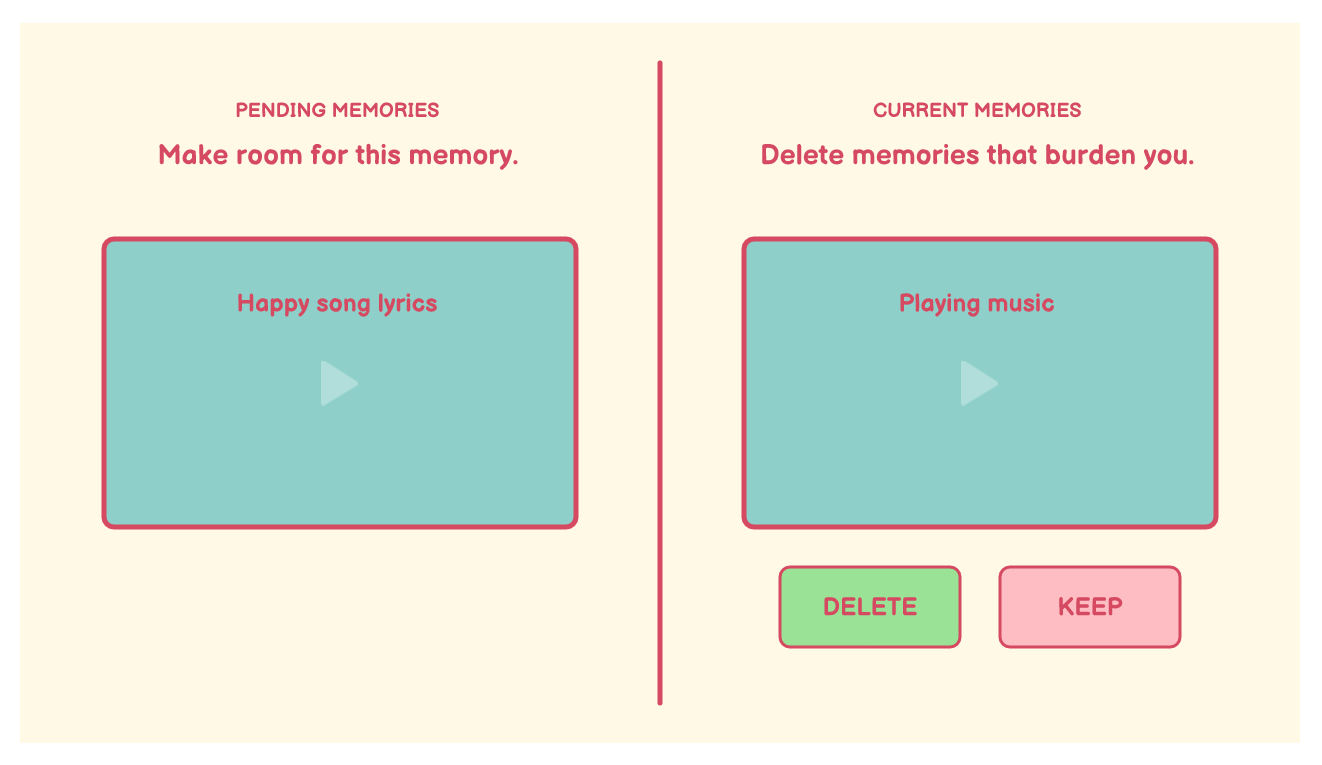 PENDING MEMORIES
Make room for this memory.
Happy song lyrics
CURRENT MEMORIES
Delete memories that burden you.
Playing music
DELETE
KEEP